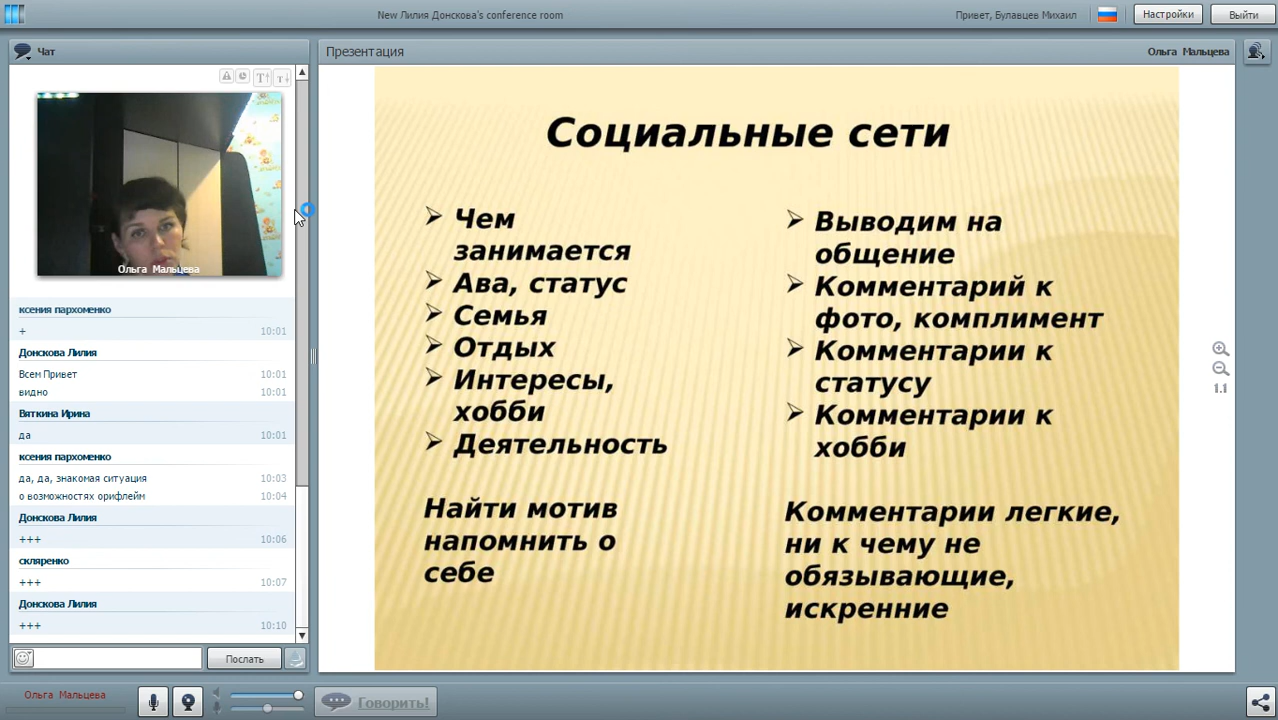 New Лилия Донскова's conference room
Привет, Булавцев Михаил
Настройки
Выйти
Чат
Ольга Мальцева
ксения пархоменко
+ 10:01
Донскова Лилия
Всем Привет 10:01
видно 10:01
Вяткина Ирина
да 10:01
ксения пархоменко
да, да, знакомая ситуация 10:03
о возможностях орифлейм 10:04
Донскова Лилия
+++ 10:06
скляренко
+++ 10:07
Донскова Лилия
+++ 10:10
Послать
Презентация
Ольга Мальцева
Социальные сети
Чем
занимается
Ава, статус
Семья
Отдых
Интересы,
хобби
Деятельность
Найти мотив
напомнить о
себе
Выводим на
общение
Комментарий к
фото, комплимент
Комментарии к
статусу
Комментарии к
хобби
Комментарии легкие,
ни к чему не
обязывающие,
искренние
1.1
Ольга Мальцева
Говорить!